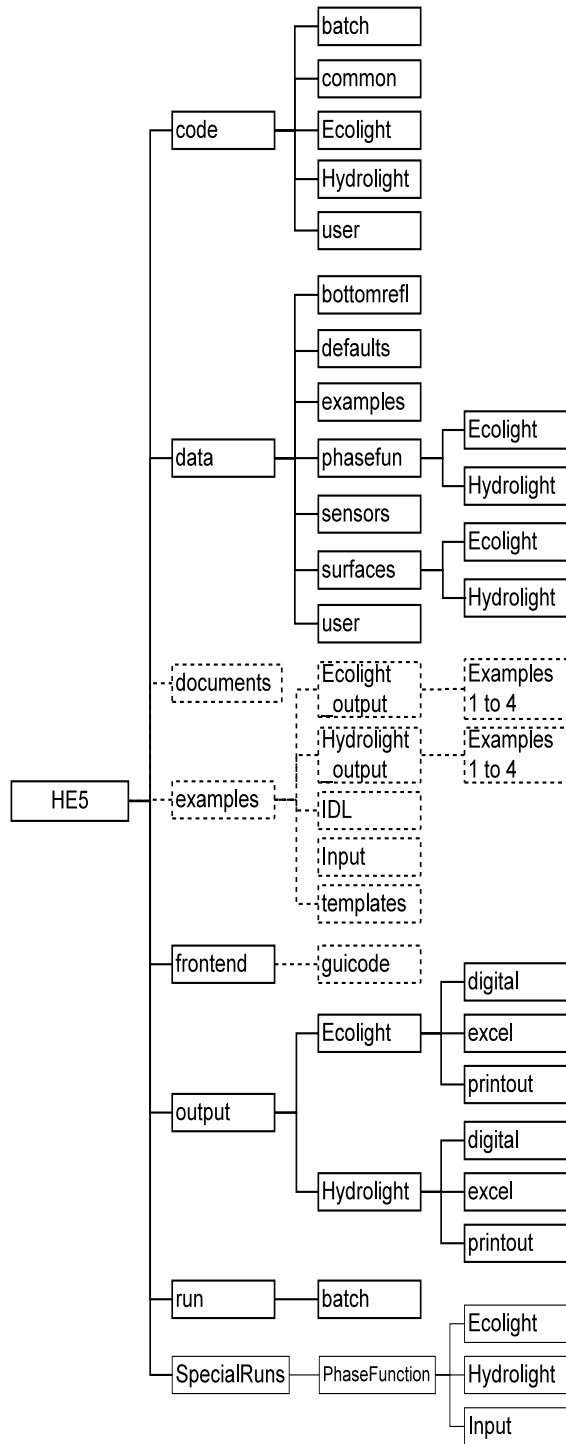 batch
common
code
Ecolight
Hydrolight
user
bottomrefl
defaults
examples
Ecolight
data
phasefun
Hydrolight
sensors
Ecolight
surfaces
Hydrolight
user
documents
Ecolight
_output
Examples
1 to 4
Hydrolight
_output
Examples
1 to 4
HE5
examples
IDL
Input
templates
frontend
guicode
digital
Ecolight
excel
printout
output
digital
Hydrolight
excel
printout
run
batch
Ecolight
SpecialRuns
PhaseFunction
Hydrolight
Input